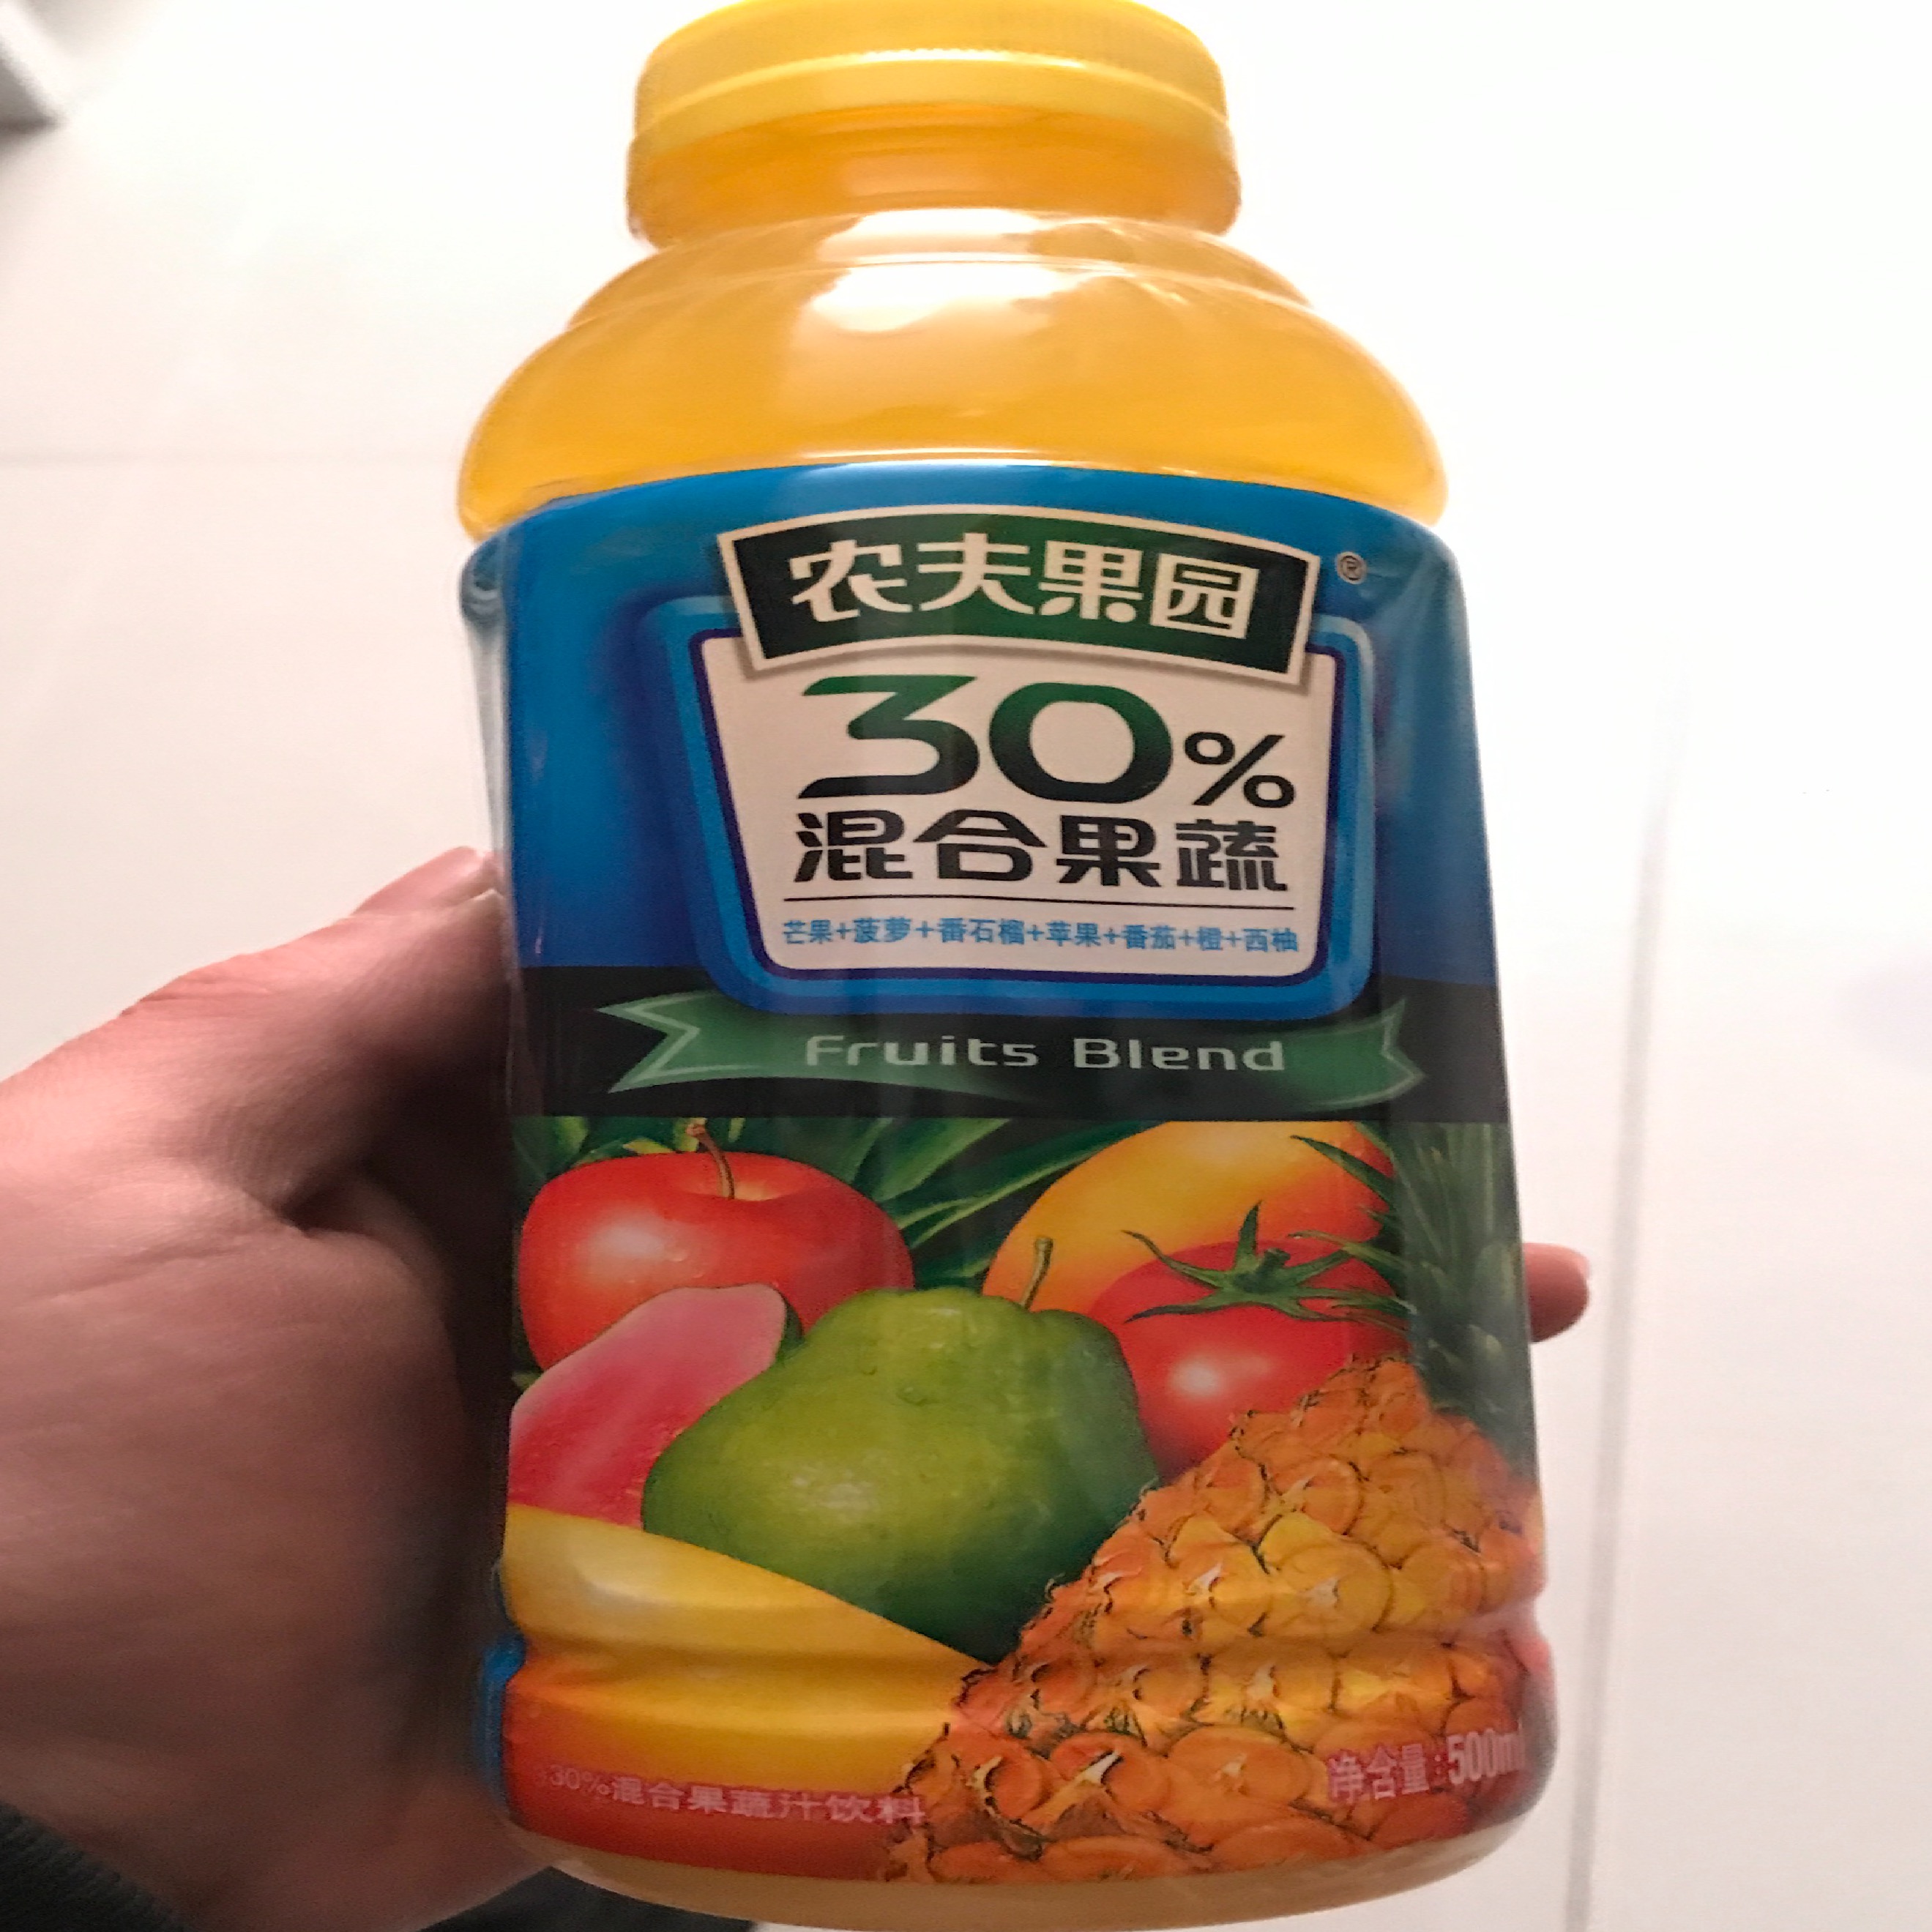 农夫果园®
30%
混合果蔬
芒果+菠萝+番石榴+苹果+番茄+橙+西柚
Fruits Blend
30%混合果蔬汁饮料
净含量:500ml